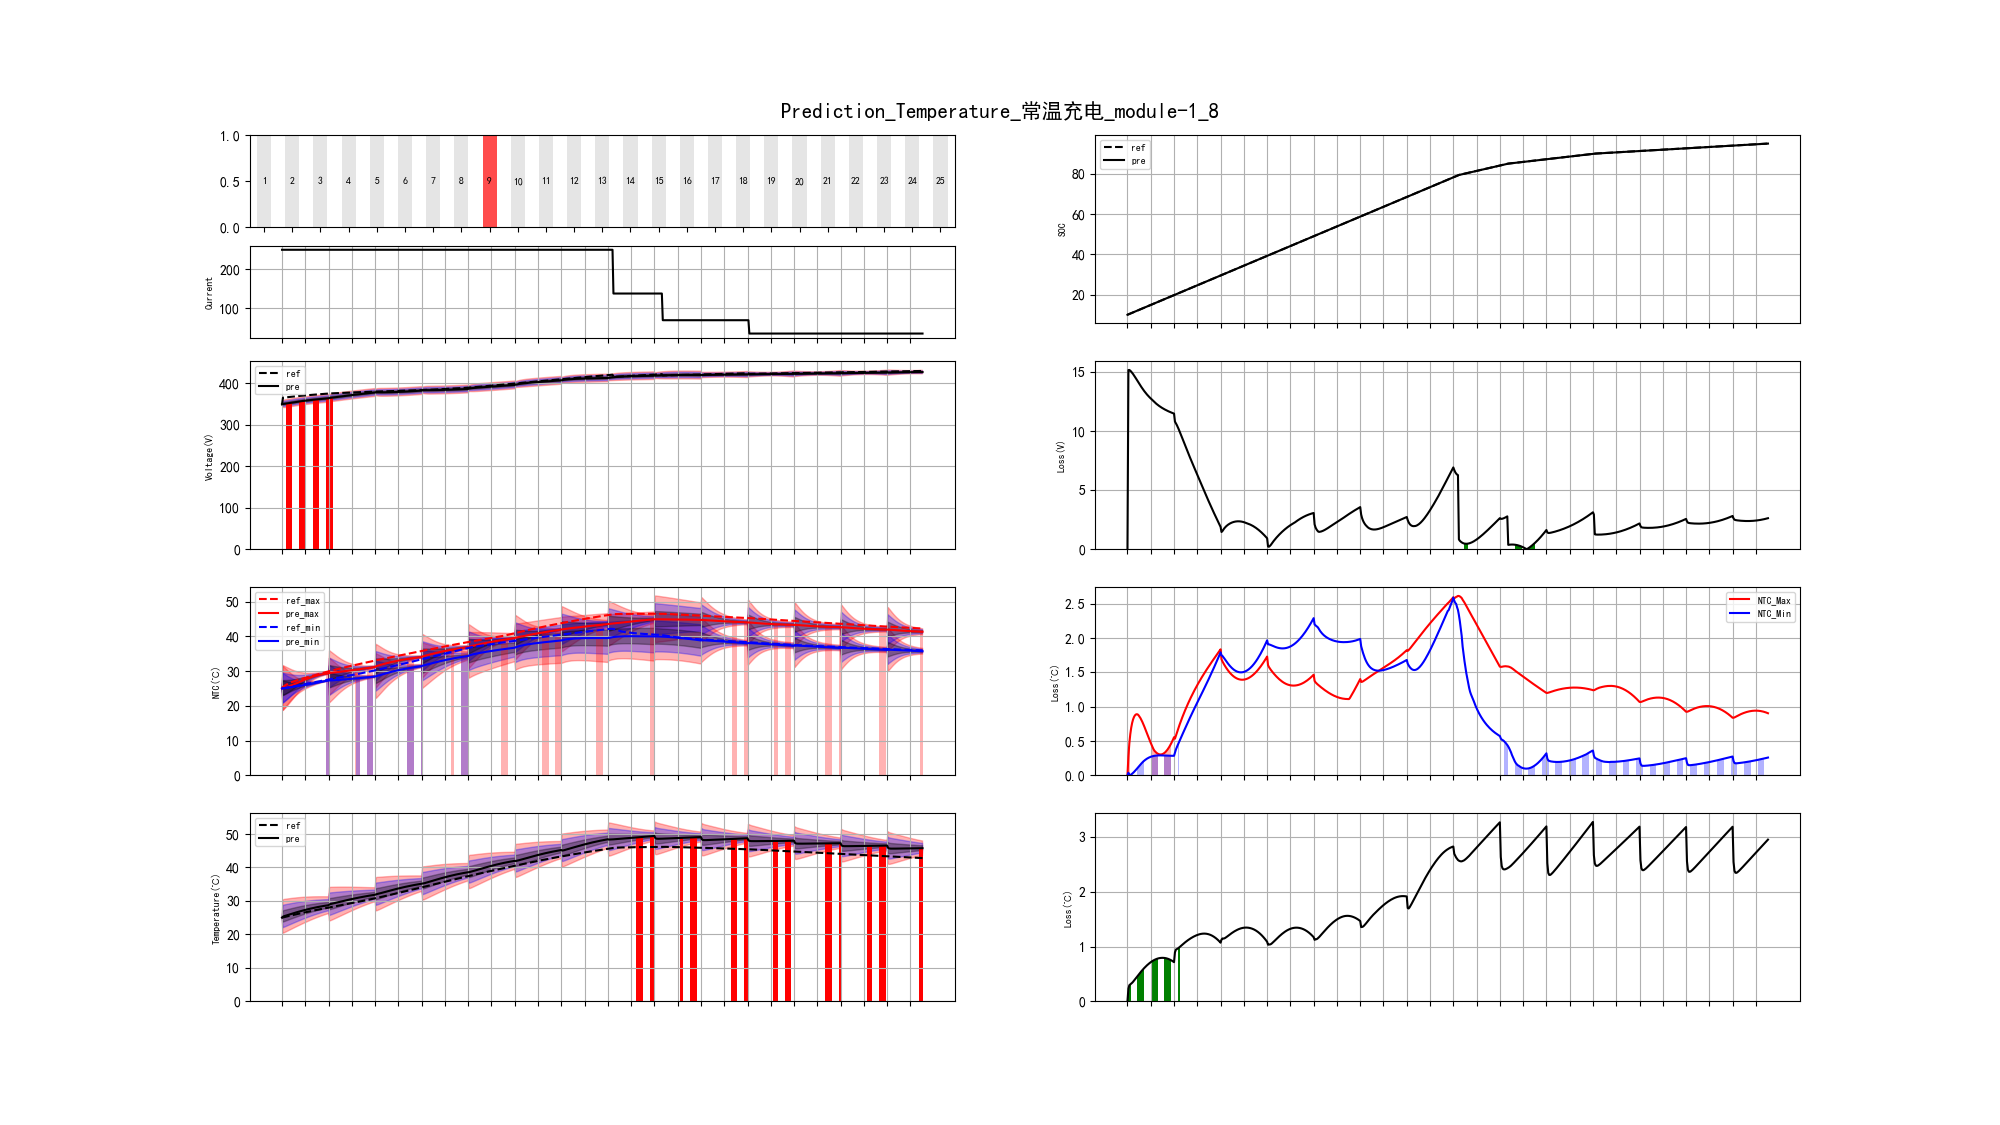 Prediction_Temperature_常温充电_module-1_8
1.0
0.5
0.0
1 2 3 4 5 6 7 8 9 10 11 12 13 14 15 16 17 18 19 20 21 22 23 24 25
Current
200
100
Voltage(V)
400
300
200
100
0
ref
pre
NTC(℃)
50
40
30
20
10
0
ref_max
pre_max
ref_min
pre_min
Temperature(℃)
50
40
30
20
10
0
ref
pre
SOC
80
60
40
20
ref
pre
Loss(V)
15
10
5
0
Loss(℃)
2.5
2.0
1.5
1.0
0.5
0.0
NTC_Max
NTC_Min
Loss(℃)
3
2
1
0